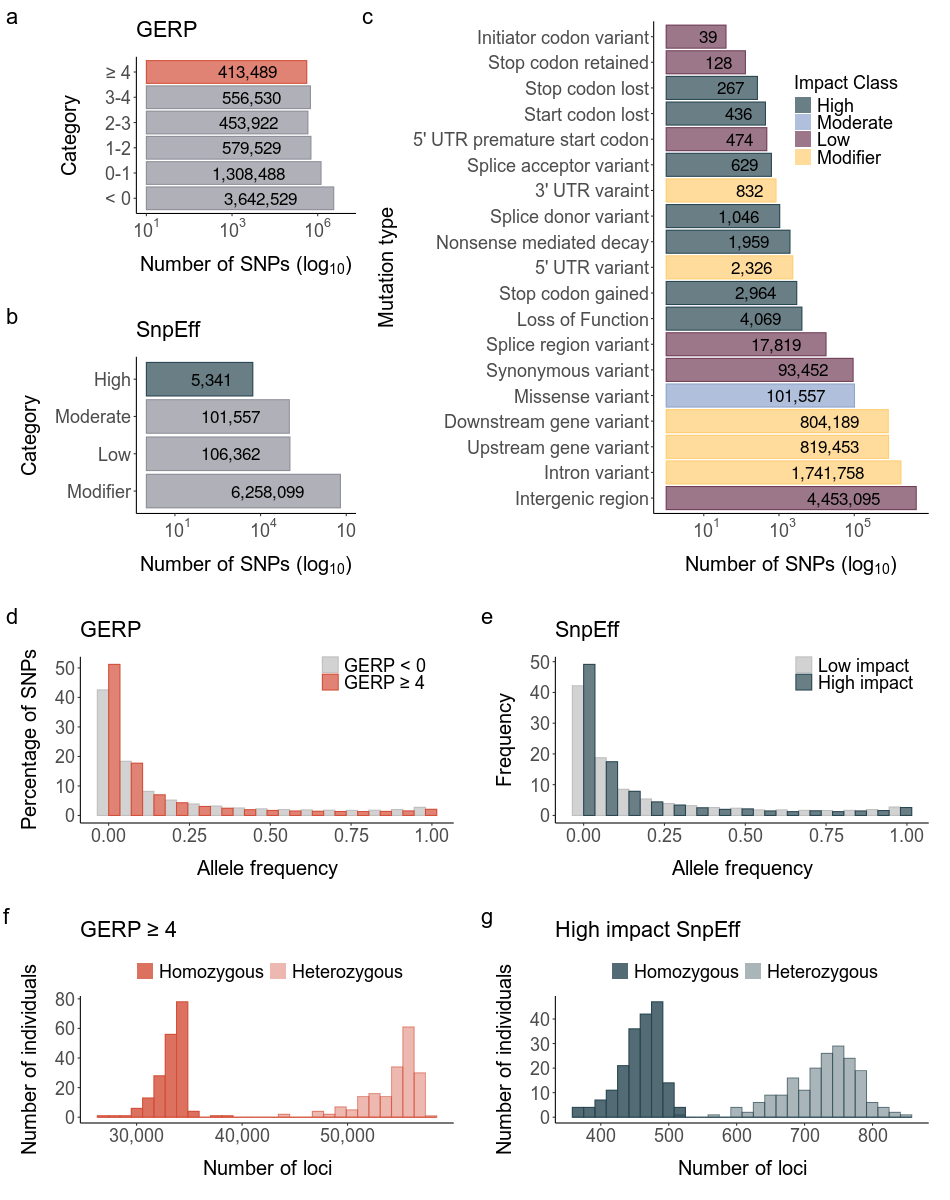 a
GERP
Category
≥ 4
413,489
3-4
556,530
2-3
453,922
1-2
579,529
0-1
1,308,488
< 0
3,642,529
10¹ 10³ 10⁶
Number of SNPs (log₁₀)
b
SnpEff
Category
High
5,341
Moderate
101,557
Low
106,362
Modifier
6,258,099
10¹ 10⁴ 10
Number of SNPs (log₁₀)
c
Mutation type
Initiator codon variant
39
Stop codon retained
128
Stop codon lost
267
Start codon lost
436
5' UTR premature start codon
474
Splice acceptor variant
629
3' UTR varaint
832
Splice donor variant
1,046
Nonsense mediated decay
1,959
5' UTR variant
2,326
Stop codon gained
2,964
Loss of Function
4,069
Splice region variant
17,819
Synonymous variant
93,452
Missense variant
101,557
Downstream gene variant
804,189
Upstream gene variant
819,453
Intron variant
1,741,758
Intergenic region
4,453,095
10¹ 10³ 10⁵
Number of SNPs (log₁₀)
Impact Class
High
Moderate
Low
Modifier
d
GERP
Percentage of SNPs
50
40
30
20
10
0
GERP < 0
GERP ≥ 4
0.00 0.25 0.50 0.75 1.00
Allele frequency
e
SnpEff
Frequency
50
40
30
20
10
0
Low impact
High impact
0.00 0.25 0.50 0.75 1.00
Allele frequency
f
GERP ≥ 4
Homozygous Heterozygous
Number of individuals
80
60
40
20
0
30,000 40,000 50,000
Number of loci
g
High impact SnpEff
Homozygous Heterozygous
Number of individuals
40
30
20
10
0
400 500 600 700 800
Number of loci